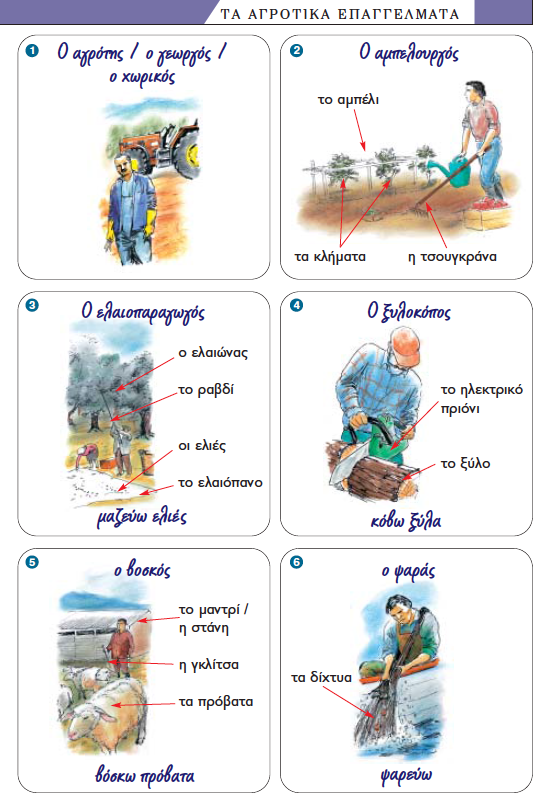 ΤΑ ΑΓΡΟΤΙΚΑ ΕΠΑΓΓΕΛΜΑΤΑ
1
Ο αγρότης / ο γεωργός /
ο χωρικός
2
Ο αμπελουργός
το αμπέλι
τα κλήματα
η τσουγκράνα
3
Ο ελαιοπαραγωγός
ο ελαιώνας
το ραβδί
οι ελιές
το ελαιόπανο
μαζεύω ελιές
4
Ο ξυλοκόπος
το ηλεκτρικό
πριόνι
το ξύλο
κόβω ξύλα
5
ο βοσκός
το μαντρί /
η στάνη
η γκλίτσα
τα πρόβατα
βόσκω πρόβατα
6
ο ψαράς
τα δίχτυα
ψαρεύω